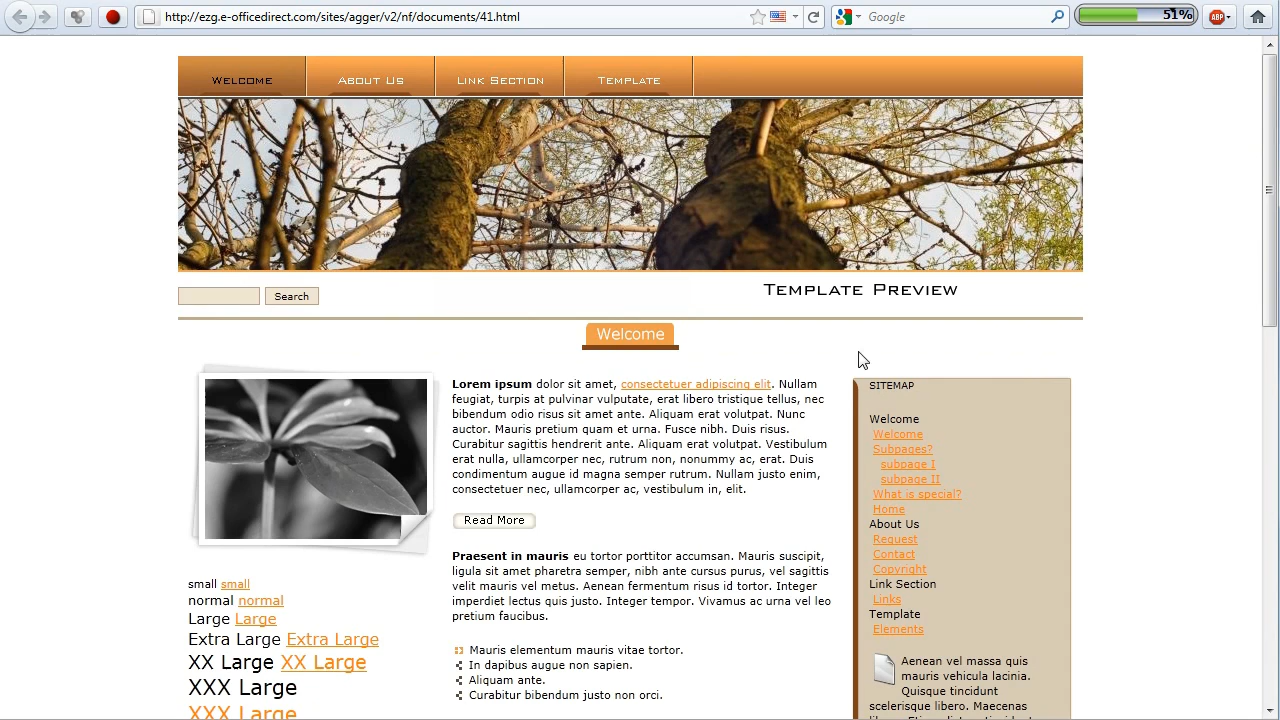 http://ezg.e-officedirect.com/sites/agger/v2/nf/documents/41.html
Google
51%
ABP
Welcome
About Us
Link Section
Template
Search
Template Preview
Welcome
Lorem ipsum dolor sit amet, consectetuer adipiscing elit. Nullam
feugiat, turpis at pulvinar vulputate, erat libero tristique tellus, nec
bibendum odio risus sit amet ante. Aliquam erat volutpat. Nunc
auctor. Mauris pretium quam et urna. Fusce nibh. Duis risus.
Curabitur sagittis hendrerit ante. Aliquam erat volutpat. Vestibulum
erat nulla, ullamcorper nec, rutrum non, nonummy ac, erat. Duis
condimentum augue id magna semper rutrum. Nullam justo enim,
consectetuer nec, ullamcorper ac, vestibulum in, elit.
Read More
Praesent in mauris eu tortor porttitor accumsan. Mauris suscipit,
ligula sit amet pharetra semper, nibh ante cursus purus, vel sagittis
velit mauris vel metus. Aenean fermentum risus id tortor. Integer
imperdiet lectus quis justo. Integer tempor. Vivamus ac urna vel leo
pretium faucibus.
Mauris elementum mauris vitae tortor.
In dapibus augue non sapien.
Aliquam ante.
Curabitur bibendum justo non orci.
small small
normal normal
Large Large
Extra Large Extra Large
XX Large XX Large
XXX Large
XXX Large
SITEMAP
Welcome
Welcome
Subpages?
subpage I
subpage II
What is special?
Home
About Us
Request
Contact
Copyright
Link Section
Links
Template
Elements
Aenean vel massa quis
mauris vehicula lacinia.
Quisque tincidunt
scelerisque libero. Maecenas